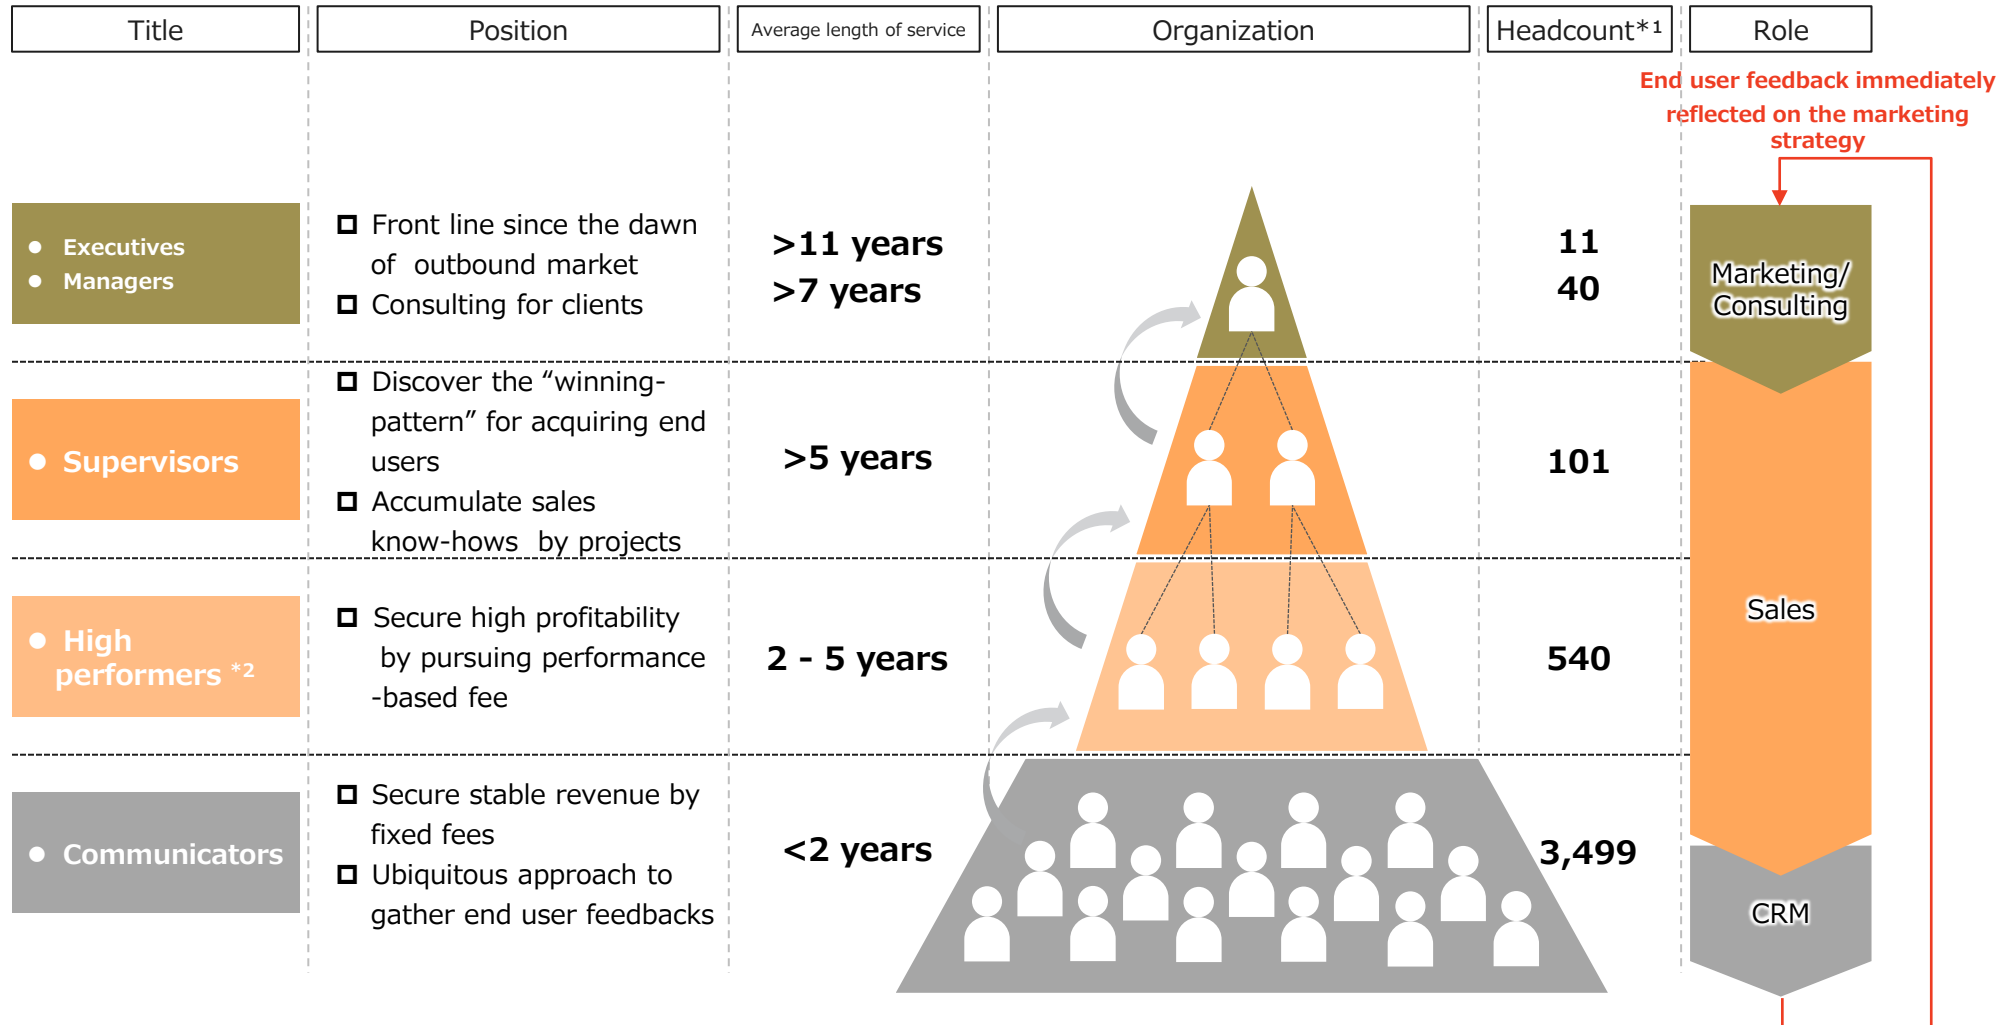 Title
Position
Average length of service
Organization
Headcount*1
Role
End user feedback immediately
reflected on the marketing
strategy
● Executives
● Managers
Front line since the dawn
of outbound market
Consulting for clients
>11 years
>7 years
11
40
Marketing/
Consulting
● Supervisors
Discover the “winning-
pattern” for acquiring end
users
Accumulate sales
know-hows by projects
>5 years
101
● High
performers *2
Secure high profitability
by pursuing performance
-based fee
2 - 5 years
540
Sales
● Communicators
Secure stable revenue by
fixed fees
Ubiquitous approach to
gather end user feedbacks
<2 years
3,499
CRM